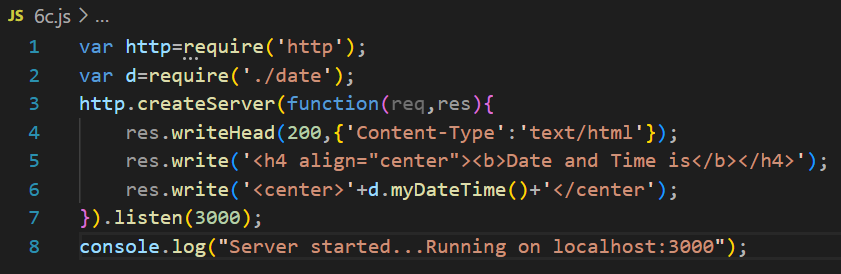 JS 6c.js > ...
1 var http=require('http');
2 var d=require('./date');
3 http.createServer(function(req,res){
4     res.writeHead(200,{'Content-Type':'text/html'});
5     res.write('<h4 align="center"><b>Date and Time is</b></h4>');
6     res.write('<center>'+d.myDateTime()+'</center');
7 }).listen(3000);
8 console.log("Server started...Running on localhost:3000");